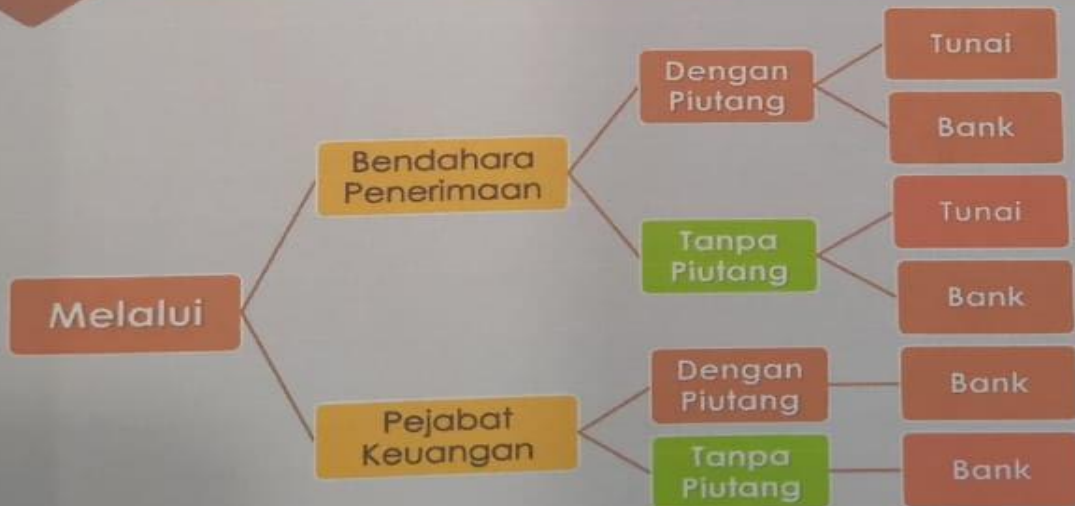 Melalui
Bendahara
Penerimaan
Dengan
Piutang
Tunai
Bank
Tanpa
Piutang
Tunai
Bank
Pejabat
Keuangan
Dengan
Piutang
Bank
Tanpa
Piutang
Bank